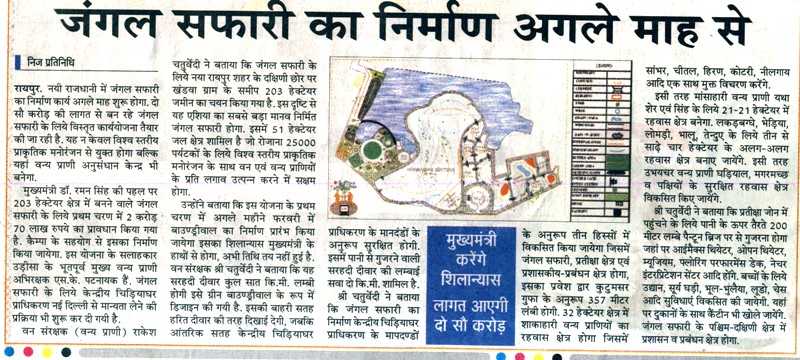 जंगल सफारी का निर्माण अगले माह से
निज प्रतिनिधि
रायपुर. नयी राजधानी में जंगल सफारी
का निर्माण कार्य अगले माह शुरू होगा. दो
सौ करोड़ की लागत से बन रहे जंगल
सफारी के लिए विस्तृत कार्ययोजना तैयार
की जा रही है. यह न केवल विश्व स्तरीय
प्राकृतिक मनोरंजन से युक्त होगा बल्कि
यहां वन्य प्राणी अनुसंधान केन्द्र भी
बनेगा.
मुख्यमंत्री डॉ. रमन सिंह की पहल पर
203 हेक्टेयर क्षेत्र में बनने वाले जंगल
सफारी के लिए प्रथम चरण में 2 करोड़
70 लाख रुपये का प्रावधान किया गया
है. कैम्पा के सहयोग से इसका निर्माण
किया जायेगा. इस योजना के सलाहकार
उड़ीसा के भूतपूर्व मुख्य वन्य प्राणी
अभिरक्षक एस.के. पटनायक हैं. जंगल
सफारी के लिए केन्द्रीय चिड़ियाघर
प्राधिकरण नई दिल्ली से मान्यता लेने की
प्रक्रिया भी शुरू कर दी गयी है.
वन संरक्षक (वन्य प्राणी) राकेश
चतुर्वेदी ने बताया कि जंगल सफारी के
लिये नया रायपुर शहर के दक्षिणी छोर पर
खंडवा ग्राम के समीप 203 हेक्टेयर
जमीन का चयन किया गया है. इस दृष्टि से
यह एशिया का सबसे बड़ा मानव निर्मित
जंगल सफारी होगा. इसमें 51 हेक्टेयर
जल क्षेत्र शामिल है जो रोजाना 25000
पर्यटकों के लिये विश्व स्तरीय प्राकृतिक
मनोरंजन के साथ वन एवं वन्य प्राणियों
के प्रति लगाव उत्पन्न करने में सक्षम
होगा.
उन्होंने बताया कि इस योजना के प्रथम
चरण में अगले महीने फरवरी में
बाउण्ड्रीवाल का निर्माण प्रारंभ किया
जायेगा इसका शिलान्यास मुख्यमंत्री के
हाथों से होगा, अभी तिथि तय नहीं हुई है.
वन संरक्षक श्री चतुर्वेदी ने बताया कि यह
सरहदी दीवार कुल सात कि.मी. लम्बी
होगी इसे ग्रीन बाउण्ड्रीवाल के रूप में
डिजाइन की गयी है. इसकी बाहरी सतह
हरित दीवार की तरह दिखाई देगी, जबकि
आंतरिक सतह केन्द्रीय चिड़ियाघर
प्राधिकरण के मानदंडों के
अनुरूप सुरक्षित होगी.
इसमें पानी से गुजरने वाली
सरहदी दीवार की लम्बाई
सवा दो कि.मी. शामिल है.
श्री चतुर्वेदी ने बताया
कि जंगल सफारी का
निर्माण केन्द्रीय चिड़ियाघर
प्राधिकरण के मापदण्डों
मुख्यमंत्री
करेंगे
शिलान्यास
लागत आएगी
दो सौ करोड़
के अनुरूप तीन हिस्सों में
विकसित किया जायेगा जिसमें
जंगल सफारी, प्रतीक्षा क्षेत्र एवं
प्रशासकीय-प्रबंधन क्षेत्र होगा,
इसका प्रवेश द्वार कुटुमसर
गुफा के अनुरूप 357 मीटर
लंबी होगी. 32 हेक्टेयर क्षेत्र में
शाकाहारी वन्य प्राणियों का
रहवास क्षेत्र होगा जिसमें
सांभर, चीतल, हिरण, कोटरी, नीलगाय
आदि एक साथ मुक्त विचरण करेंगे.
इसी तरह मांसाहारी वन्य प्राणी यथा
शेर एवं सिंह के लिये 21-21 हेक्टेयर में
रहवास क्षेत्र बनेगा. लकड़बग्घे, भेड़िया,
लोमड़ी, भालू, तेन्दुए के लिए तीन से
साढ़े चार हेक्टेयर के अलग-अलग
रहवास क्षेत्र बनाए जायेंगे. इसी तरह
उभयचर वन्य प्राणी घड़ियाल, मगरमच्छ
व पक्षियों के सुरक्षित रहवास क्षेत्र
विकसित किए जायेंगे.
श्री चतुर्वेदी ने बताया कि प्रतीक्षा जोन में
पहुंचने के लिये पानी के ऊपर तैरते 200
मीटर लम्बे पैन्टून ब्रिज पर से गुजरना होगा
जहां पर आईमैक्स थियेटर, ओपन थियेटर,
म्यूजियम, फ्लोरिंग परफारमेंस डेक, नेचर
इंटरप्रिटेशन सेंटर आदि होंगे. बच्चों के लिये
उद्यान, सूर्य घड़ी, भूल-भुलैया, लूडो, चेस
आदि सुविधाएं विकसित की जायेगी. यहां
पर दुकानों के साथ कैंटीन भी खोले जायेंगे.
जंगल सफारी के पश्चिम-दक्षिणी क्षेत्र में
प्रशासन व प्रबंधन क्षेत्र होगा.